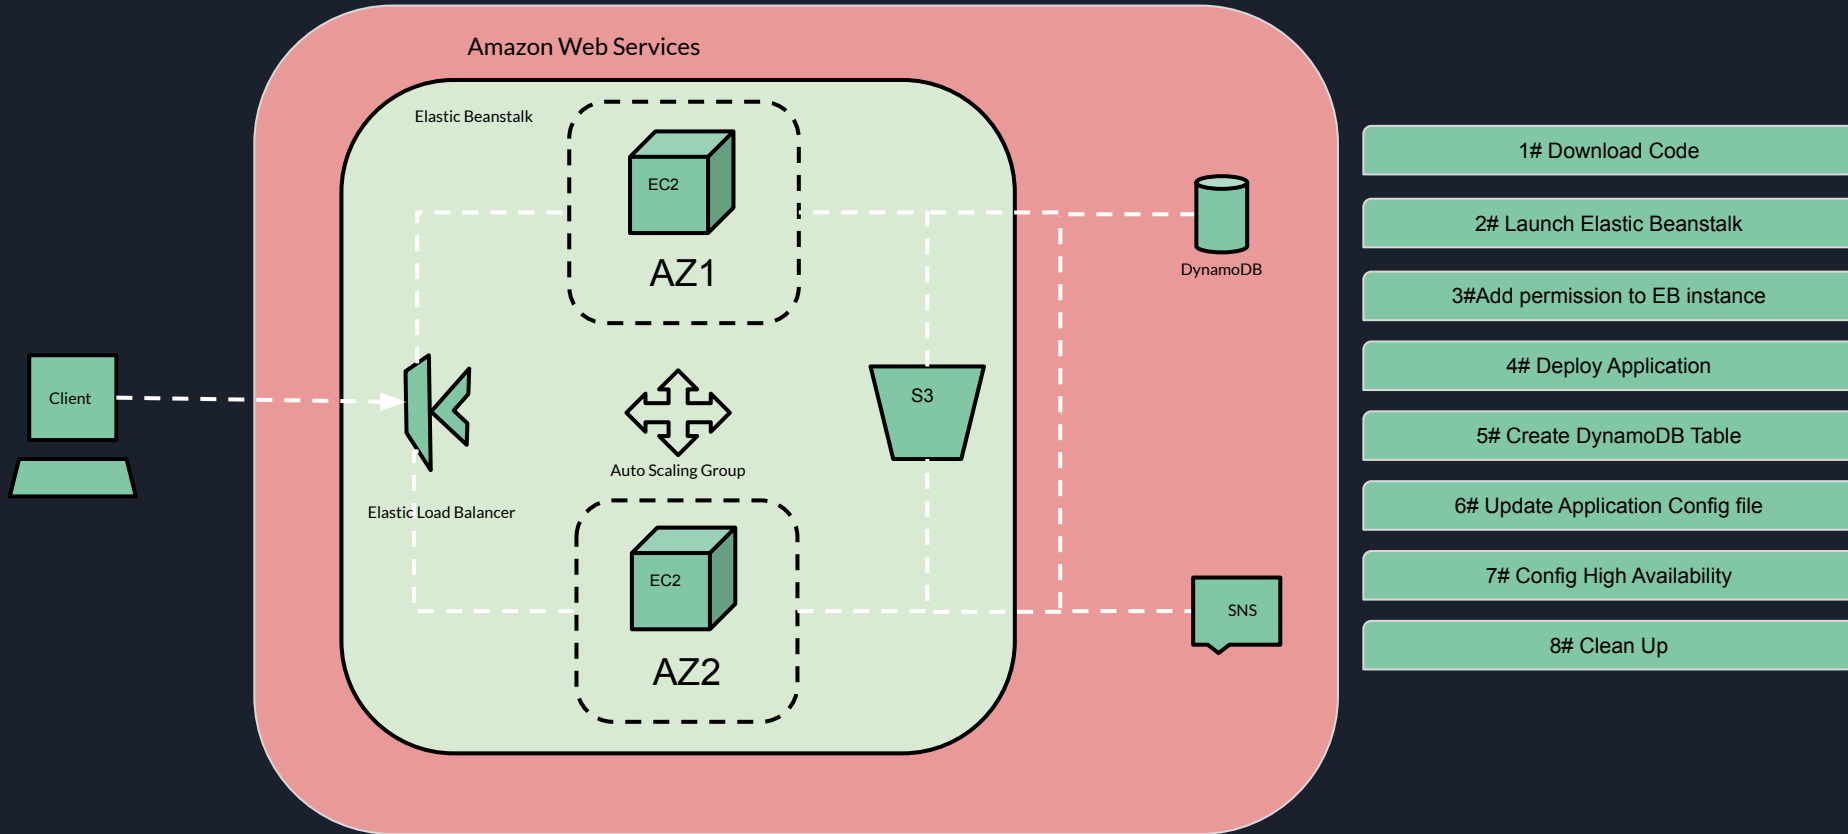 Amazon Web Services
Elastic Beanstalk
EC2
AZ1
DynamoDB
Client
S3
Auto Scaling Group
Elastic Load Balancer
EC2
SNS
AZ2
1# Download Code
2# Launch Elastic Beanstalk
3#Add permission to EB instance
4# Deploy Application
5# Create DynamoDB Table
6# Update Application Config file
7# Config High Availability
8# Clean Up